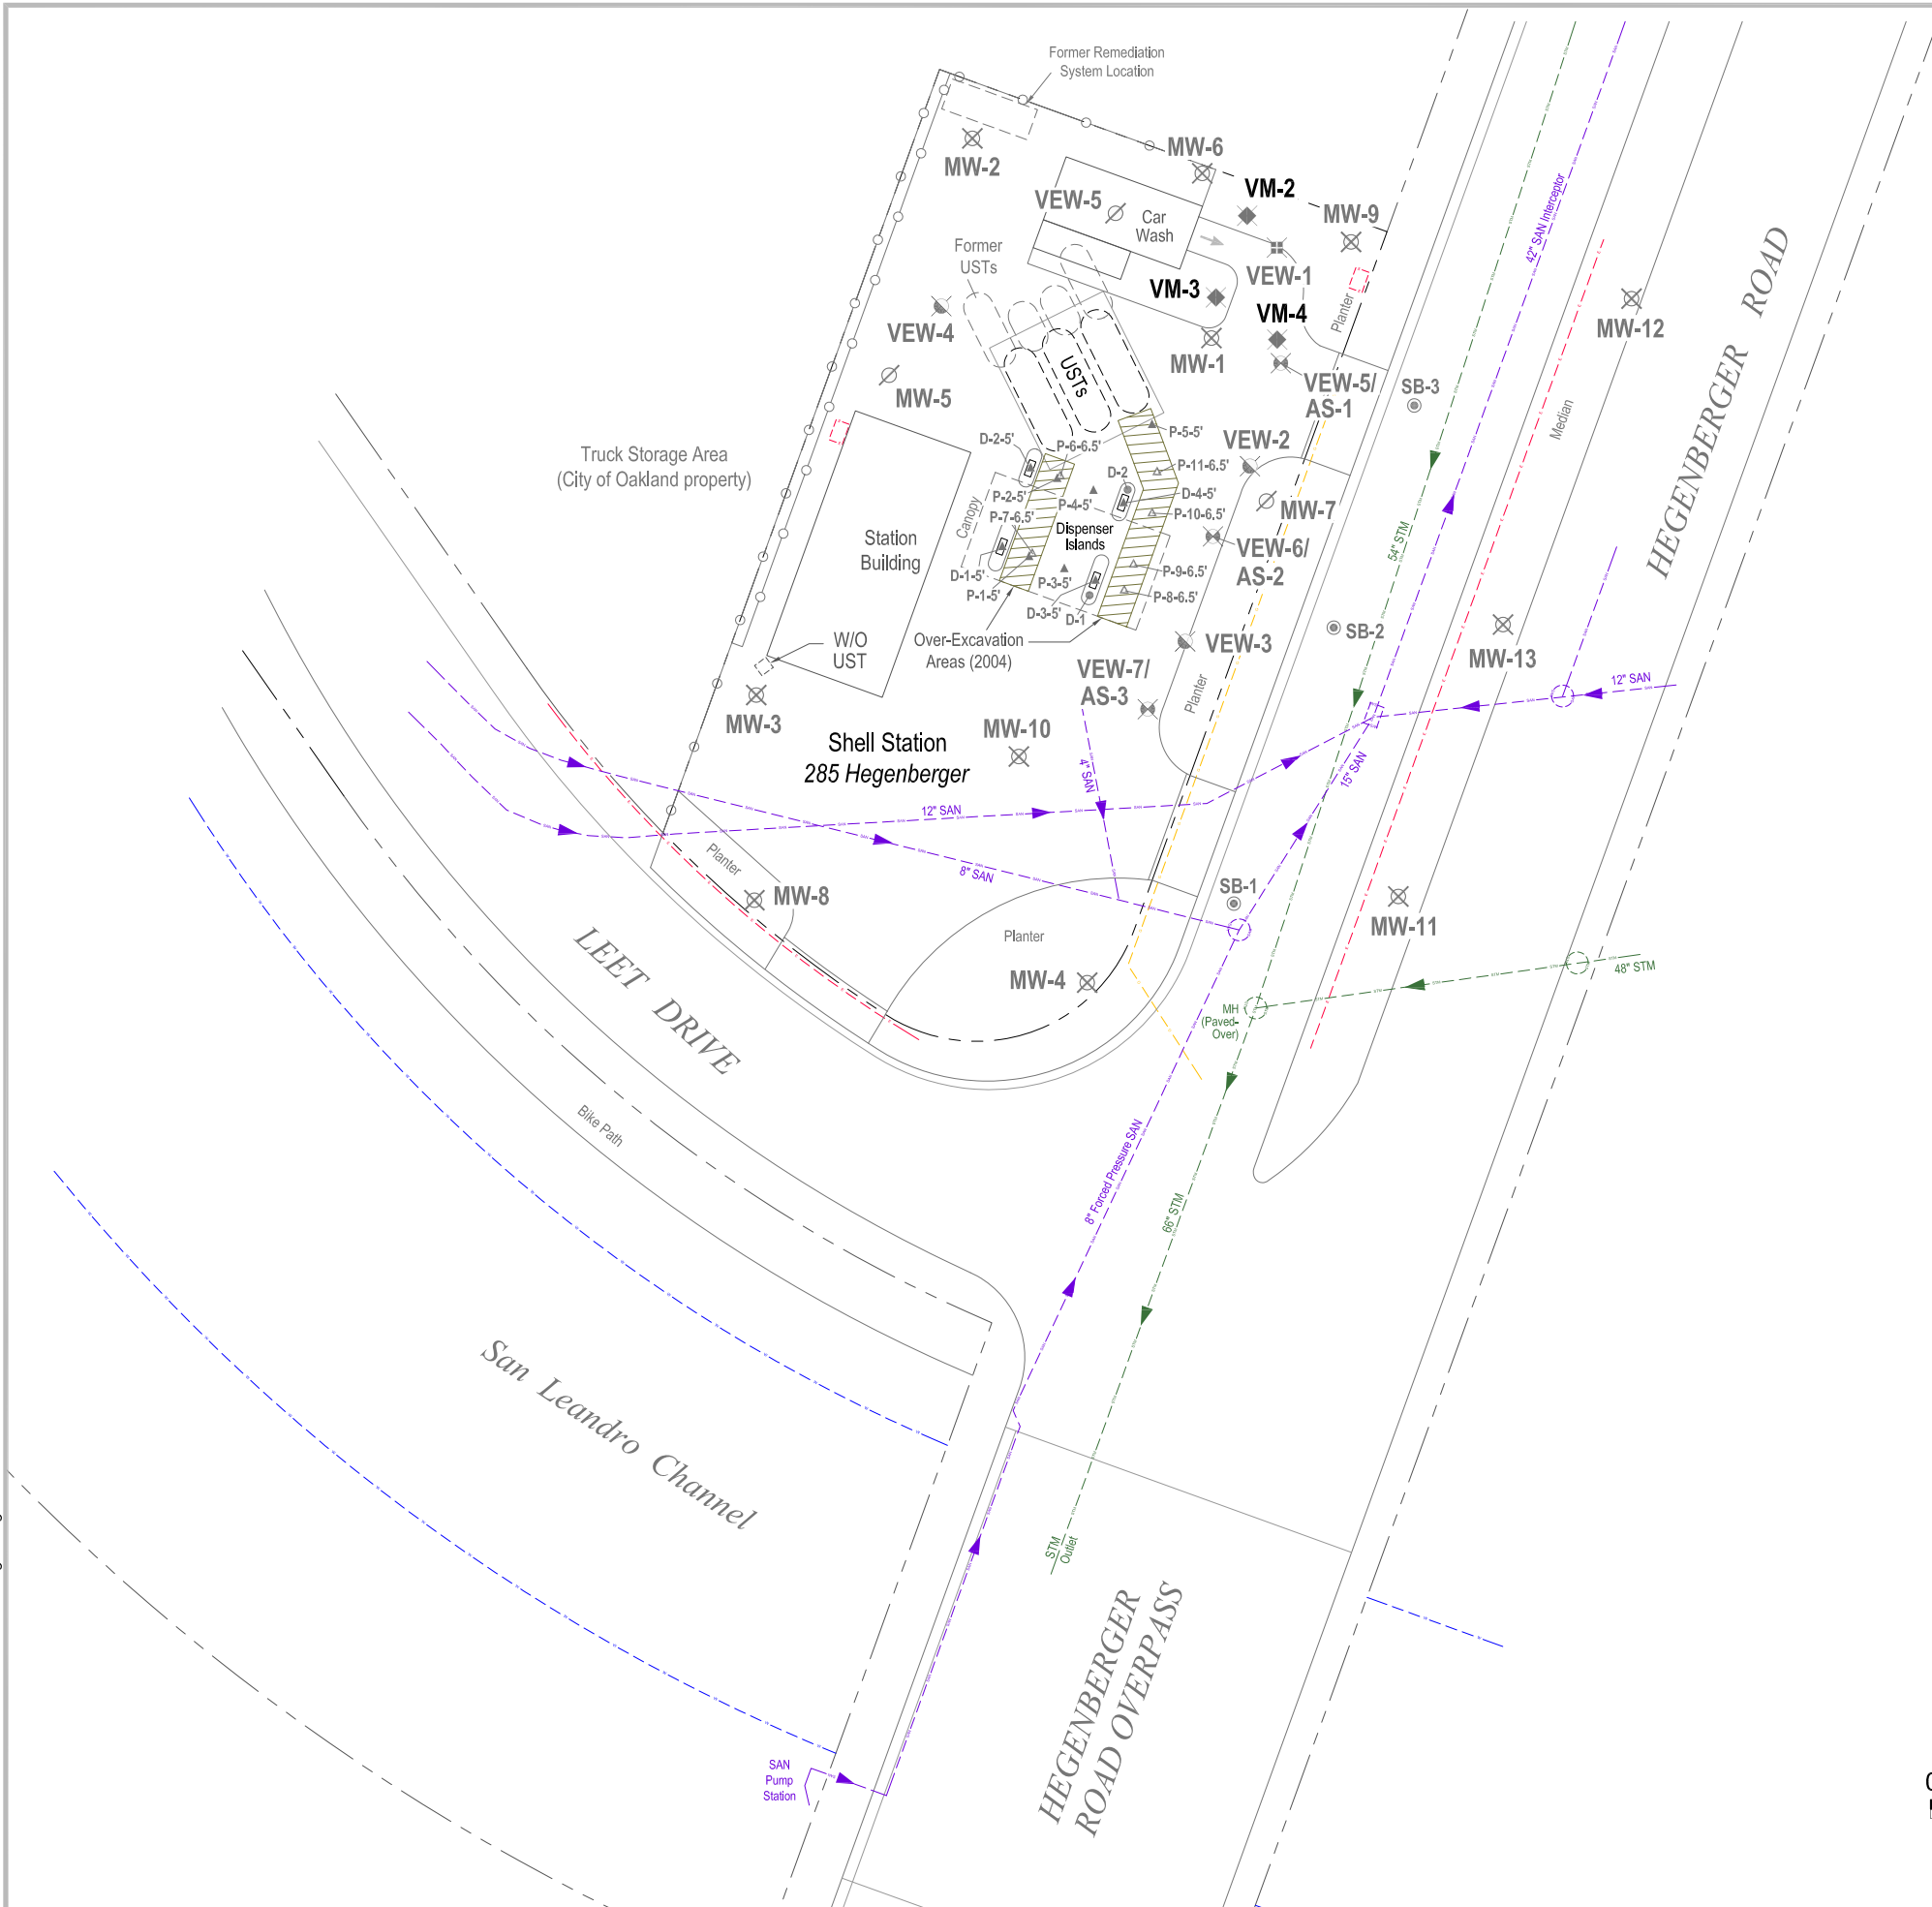 Former Remediation
System Location
MW-2
MW-6
VM-2
VEW-5
Car
Wash
MW-9
Former
USTs
VEW-1
VM-3
VM-4
Planter
VEW-4
MW-1
USTs
MW-5
VEW-5/
AS-1
SB-3
MW-12
HEGENBERGER ROAD
42" SAN Interceptor
Median
Truck Storage Area
(City of Oakland property)
D-2-5'
P-6-6.5'
P-5-5'
VEW-2
P-11-6.5'
D-2
P-2-5'
P-4-5'
D-4-5'
P-7-6.5'
P-10-6.5'
MW-7
Canopy
Dispenser
Islands
Station
Building
54" STM
VEW-6/
AS-2
D-1-5'
P-3-5'
P-9-6.5'
P-1-5'
D-3-5'
D-1
P-8-6.5'
W/O
UST
Over-Excavation
Areas (2004)
VEW-3
SB-2
MW-13
VEW-7/
AS-3
Planter
12" SAN
MW-3
MW-10
Shell Station
285 Hegenberger
4" SAN
15" SAN
12" SAN
Planter
8" SAN
MW-8
SB-1
MW-11
Planter
MW-4
48" STM
MH
(Paved-
Over)
LEET DRIVE
Bike Path
8" Forced Pressure SAN
66" STM
San Leandro Channel
STM
Outlet
HEGENBERGER
ROAD OVERPASS
SAN
Pump
Station